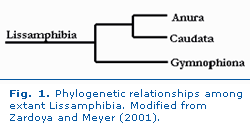 Anura
Lissamphibia
Caudata
Gymnophiona
Fig. 1. Phylogenetic relationships among
extant Lissamphibia. Modified from
Zardoya and Meyer (2001).